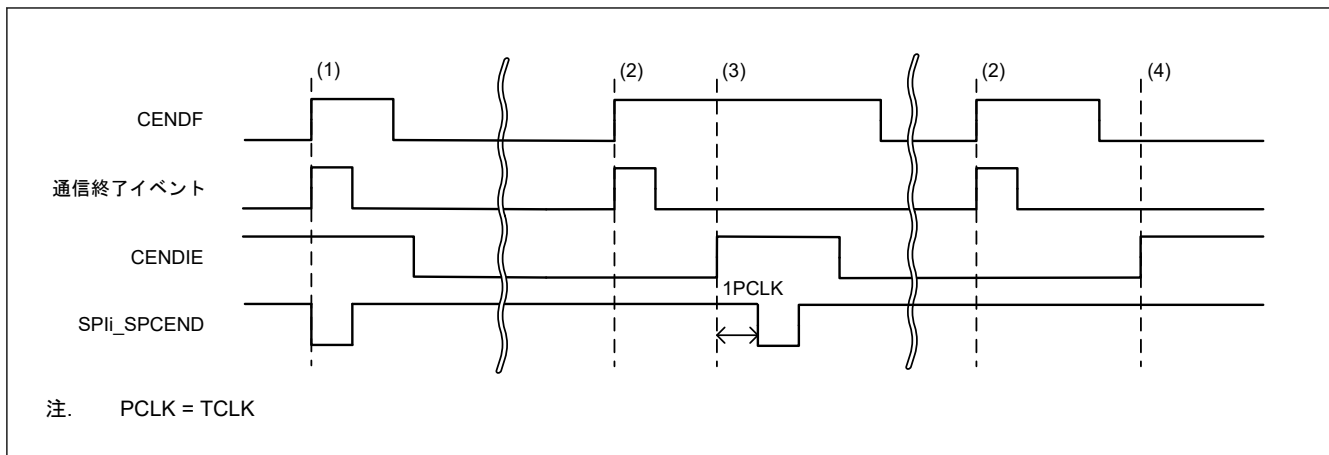 (1) (2) (3) (2) (4)
CENDF
通信終了イベント
CENDIE
1PCLK
SPIi_SPCEND
注. PCLK = TCLK